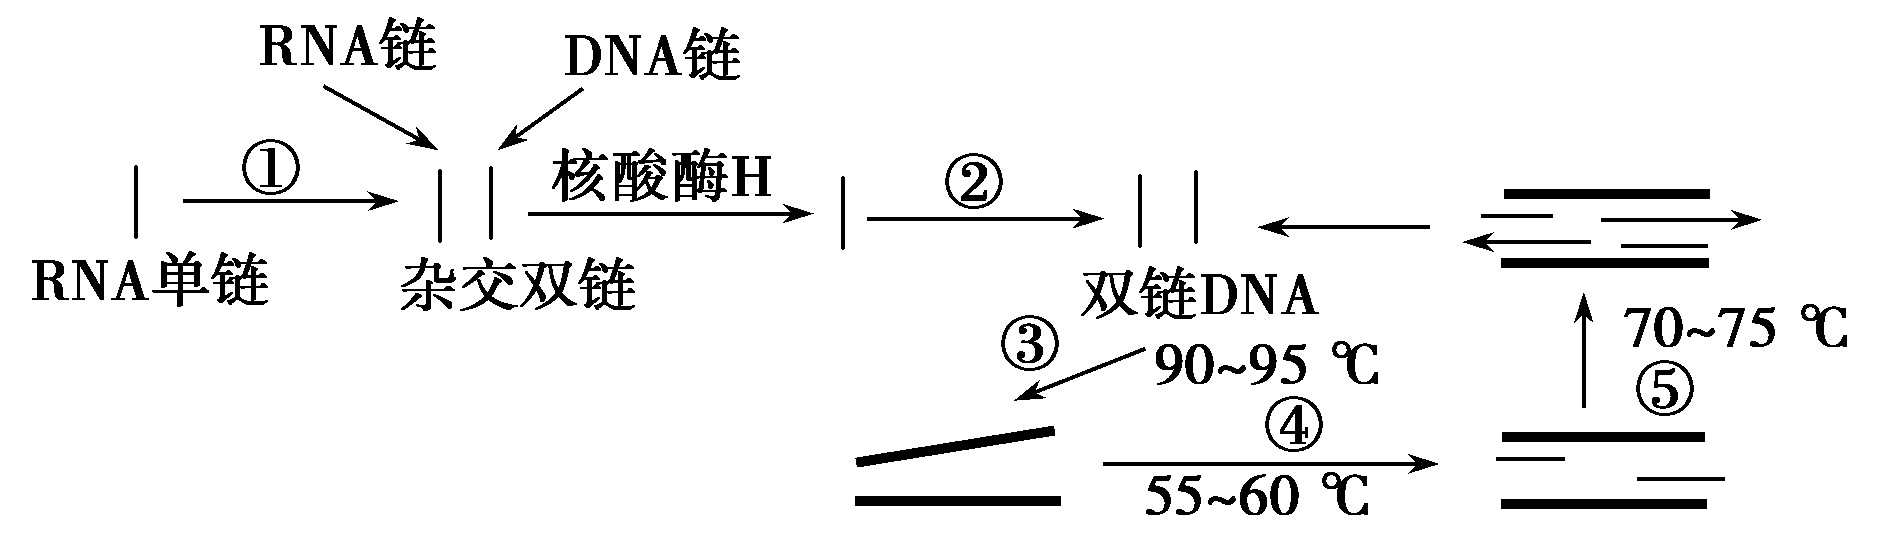 RNA链
DNA链
①
核酸酶H
②
RNA单链
杂交双链
双链DNA
③
90~95 ℃
70~75 ℃
⑤
④
55~60 ℃